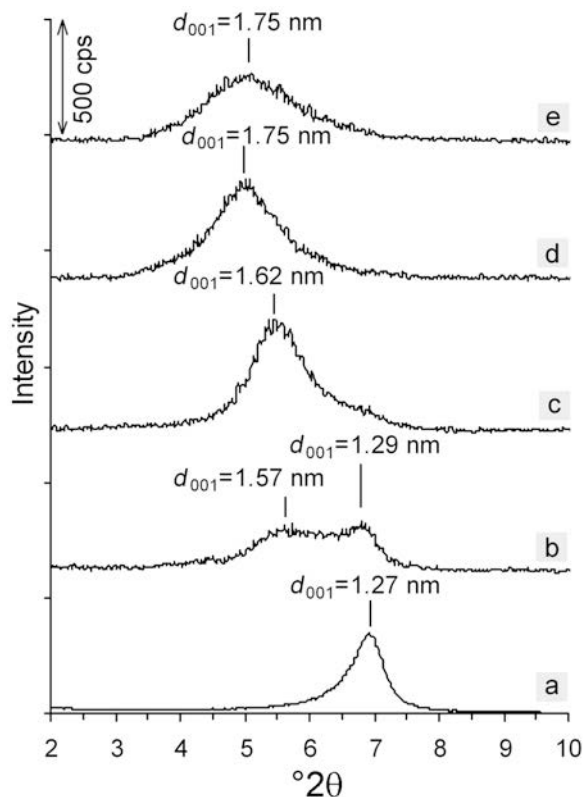 d001=1.75 nm
500 cps
e
d001=1.75 nm
d
d001=1.62 nm
Intensity
c
d001=1.29 nm
d001=1.57 nm
b
d001=1.27 nm
a
2 3 4 5 6 7 8 9 10
°2θ